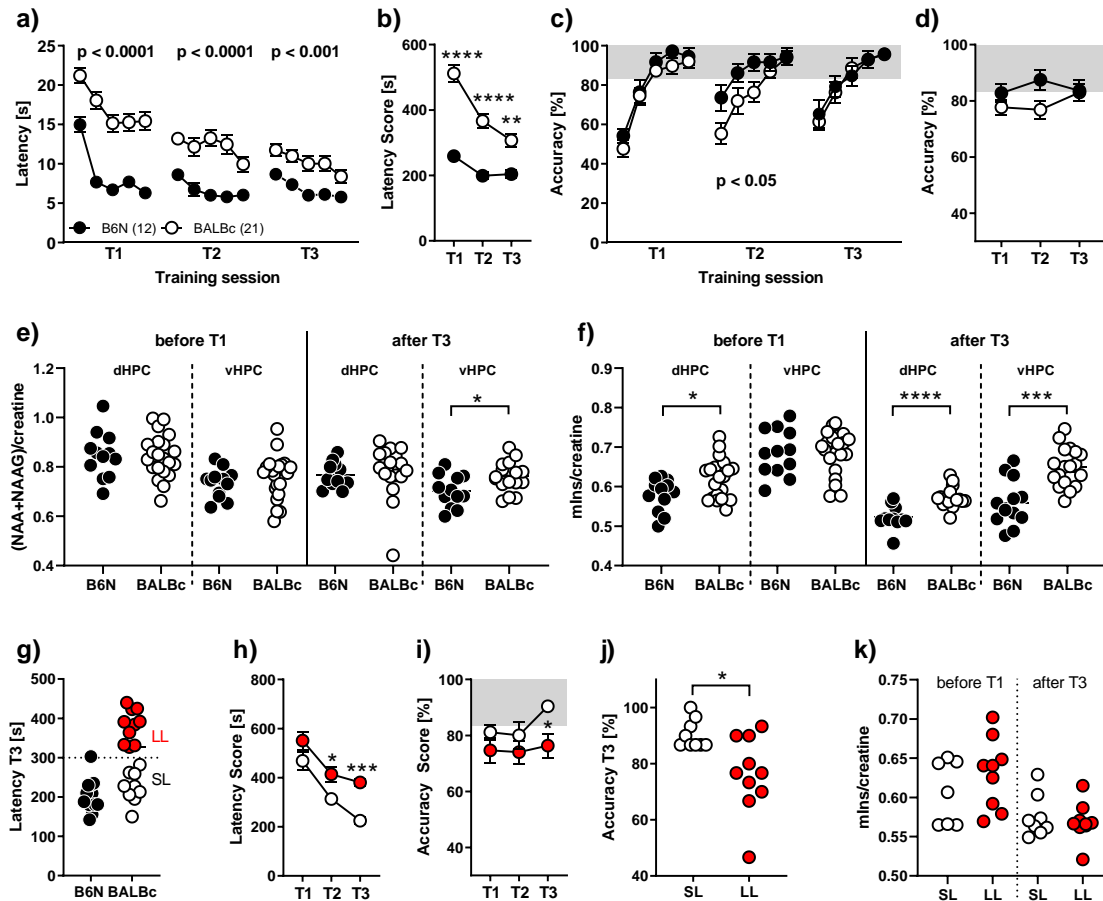 a)
p < 0.0001 p < 0.0001 p < 0.001
Latency [s]
25
20
15
10
5
0
B6N (12) BALBc (21)
T1 T2 T3
Training session
b)
Latency Score [s]
600
400
200
0
****
****
**
T1 T2 T3
c)
Accuracy [%]
100
80
60
40
20
0
p < 0.05
T1 T2 T3
Training session
d)
Accuracy [%]
100
80
60
40
T1 T2 T3
e)
before T1 after T3
dHPC vHPC dHPC vHPC
(NAA+NAAG)/creatine
1.2
1.0
0.8
0.6
0.4
*
B6N BALBc B6N BALBc B6N BALBc B6N BALBc
f)
before T1 after T3
dHPC vHPC dHPC vHPC
mIns/creatine
0.9
0.8
0.7
0.6
0.5
0.4
* **** ***
B6N BALBc B6N BALBc B6N BALBc B6N BALBc
g)
Latency T3 [s]
500
400
300
200
100
0
LL
SL
B6N BALBc
h)
Latency Score [s]
800
600
400
200
0
* ***
T1 T2 T3
i)
Accuracy Score [%]
100
80
60
40
*
T1 T2 T3
j)
Accuracy T3 [%]
100
80
60
40
*
SL LL
k)
before T1 after T3
mIns/creatine
0.75
0.70
0.65
0.60
0.55
0.50
SL LL SL LL